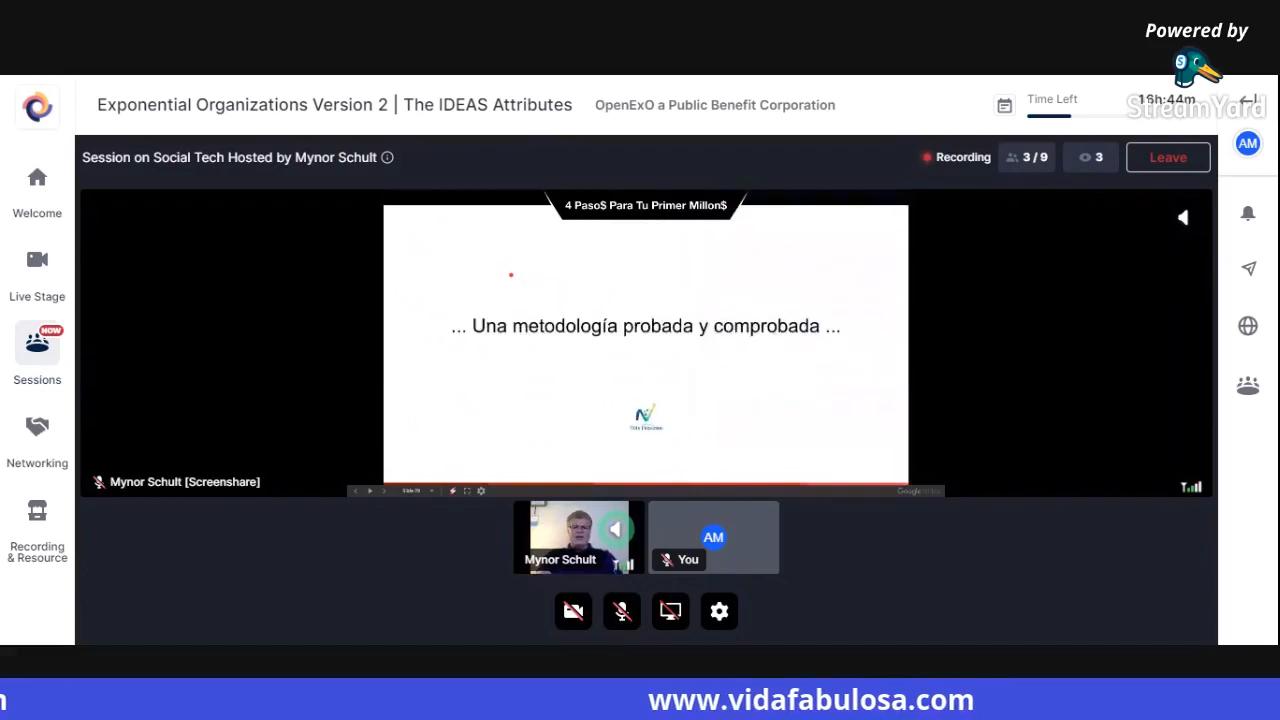 Powered by
StreamYard
Exponential Organizations Version 2 | The IDEAS Attributes
OpenExO a Public Benefit Corporation
Time Left
16h:44m
AM
Session on Social Tech Hosted by Mynor Schult
Recording
3 / 9
3
Leave
Welcome
Live Stage
NOW
Sessions
Networking
Recording
& Resource
4 Paso$ Para Tu Primer Millon$
... Una metodología probada y comprobada ...
Mynor Schult [Screenshare]
Mynor Schult
AM
You
www.vidafabulosa.com